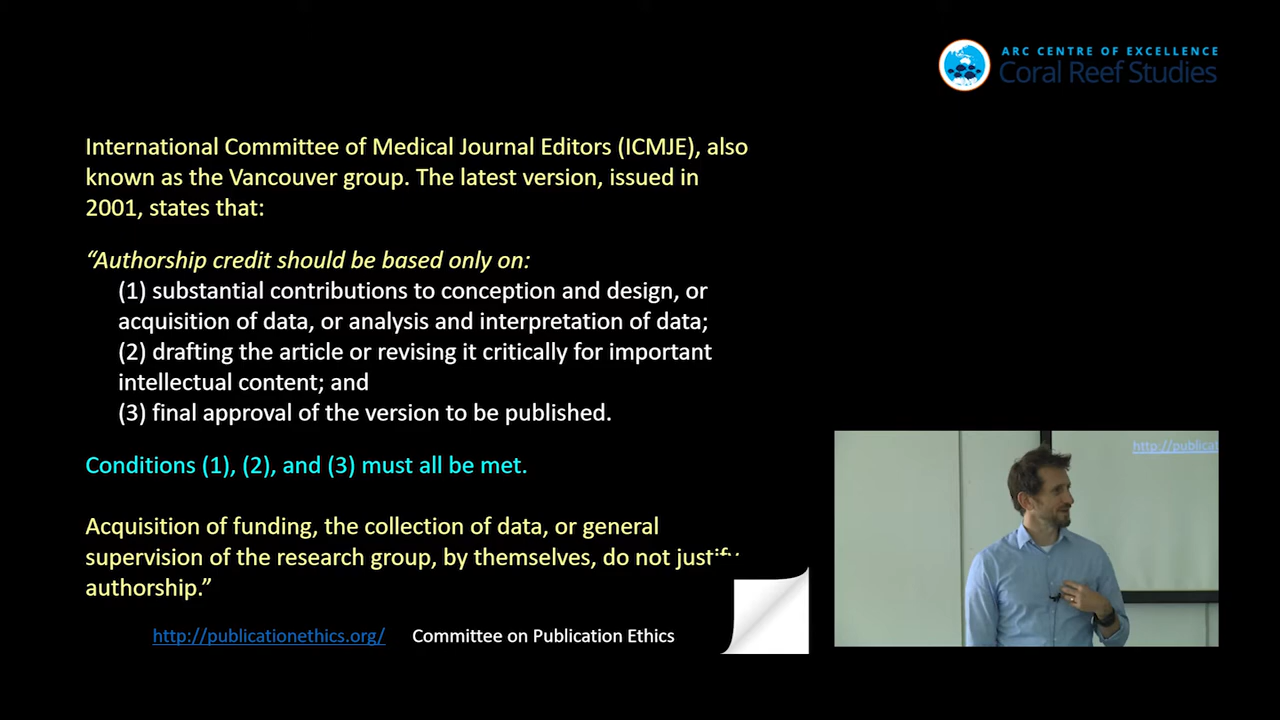 ARC CENTRE OF EXCELLENCE
Coral Reef Studies
International Committee of Medical Journal Editors (ICMJE), also
known as the Vancouver group. The latest version, issued in
2001, states that:
“Authorship credit should be based only on:
(1) substantial contributions to conception and design, or
acquisition of data, or analysis and interpretation of data;
(2) drafting the article or revising it critically for important
intellectual content; and
(3) final approval of the version to be published.
Conditions (1), (2), and (3) must all be met.
Acquisition of funding, the collection of data, or general
supervision of the research group, by themselves, do not justify
authorship.”
http://publicationethics.org/ Committee on Publication Ethics
http://publicat